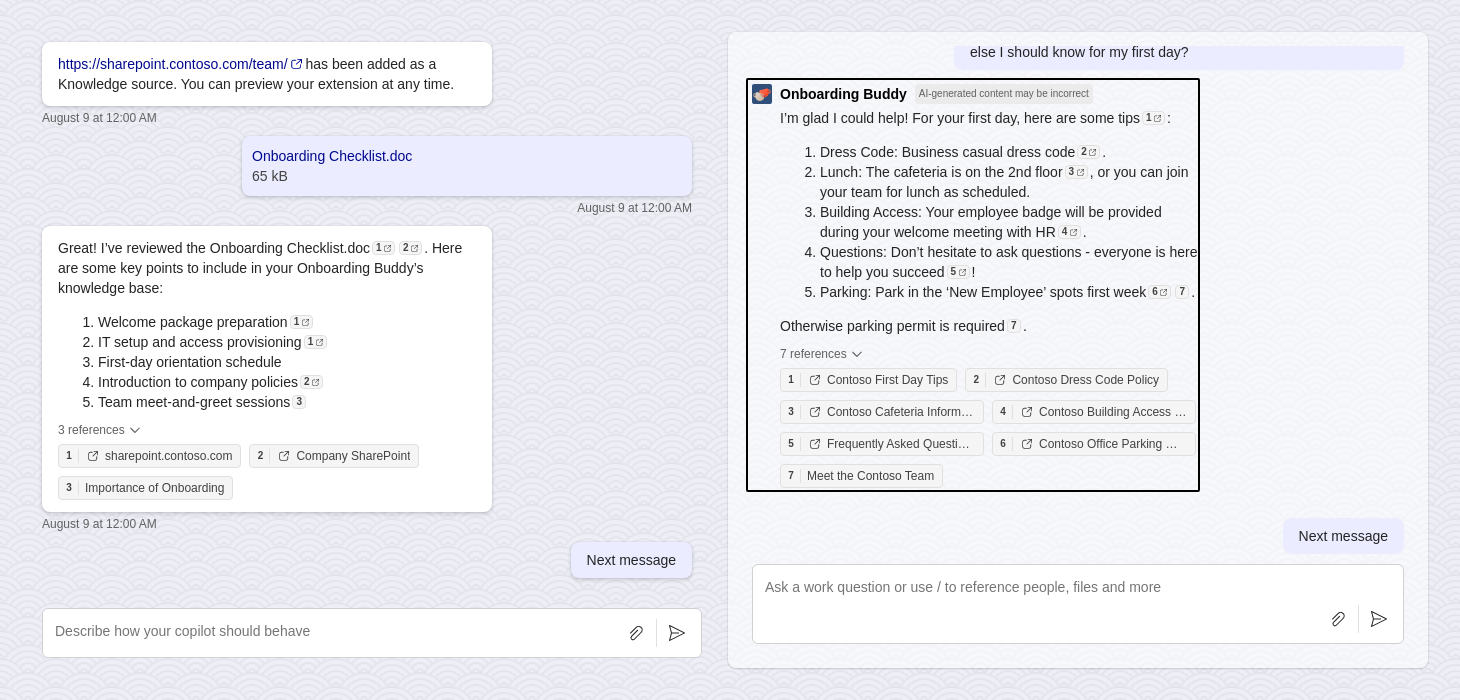 https://sharepoint.contoso.com/team/ has been added as a
Knowledge source. You can preview your extension at any time.
August 9 at 12:00 AM
Onboarding Checklist.doc
65 kB
August 9 at 12:00 AM
Great! I’ve reviewed the Onboarding Checklist.doc 1 2 . Here
are some key points to include in your Onboarding Buddy’s
knowledge base:
1. Welcome package preparation 1
2. IT setup and access provisioning 1
3. First-day orientation schedule
4. Introduction to company policies 2
5. Team meet-and-greet sessions 3
3 references
1 sharepoint.contoso.com 2 Company SharePoint
3 Importance of Onboarding
August 9 at 12:00 AM
Next message
Describe how your copilot should behave
else I should know for my first day?
Onboarding Buddy AI-generated content may be incorrect
I’m glad I could help! For your first day, here are some tips 1 :
1. Dress Code: Business casual dress code 2 .
2. Lunch: The cafeteria is on the 2nd floor 3 , or you can join
your team for lunch as scheduled.
3. Building Access: Your employee badge will be provided
during your welcome meeting with HR 4 .
4. Questions: Don’t hesitate to ask questions - everyone is here
to help you succeed 5 !
5. Parking: Park in the ‘New Employee’ spots first week 6 7 .
Otherwise parking permit is required 7 .
7 references
1 Contoso First Day Tips 2 Contoso Dress Code Policy
3 Contoso Cafeteria Inform… 4 Contoso Building Access …
5 Frequently Asked Questi… 6 Contoso Office Parking …
7 Meet the Contoso Team
Next message
Ask a work question or use / to reference people, files and more